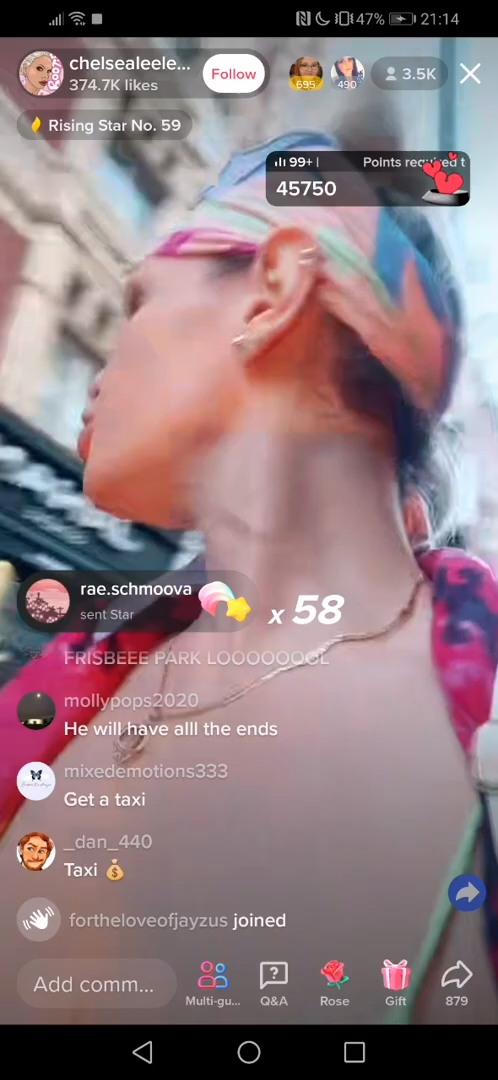 47% 21:14
chelsealeele...
374.7K likes
Follow
695
490
3.5K
Rising Star No. 59
99+ | Points required t
45750
rae.schmoova
sent Star
x 58
FRISBEEE PARK LOOOOOOGL
mollypops2020
He will have alll the ends
mixedemotions333
Get a taxi
_dan_440
Taxi 💰
fortheloveofjayzus joined
Add comm...
Multi-gu...
Q&A
Rose
Gift
879